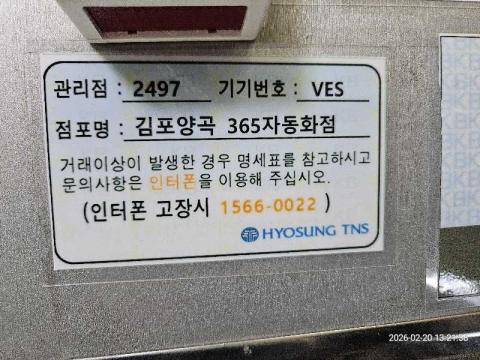 관리점 : 2497 기기번호 : VES
점포명 : 김포양곡 365자동화점
거래이상이 발생한 경우 명세표를 참고하시고
문의사항은 인터폰을 이용해 주십시오.
(인터폰 고장시 1566-0022 )
HYOSUNG TNS
2026-02-20 13:21:36